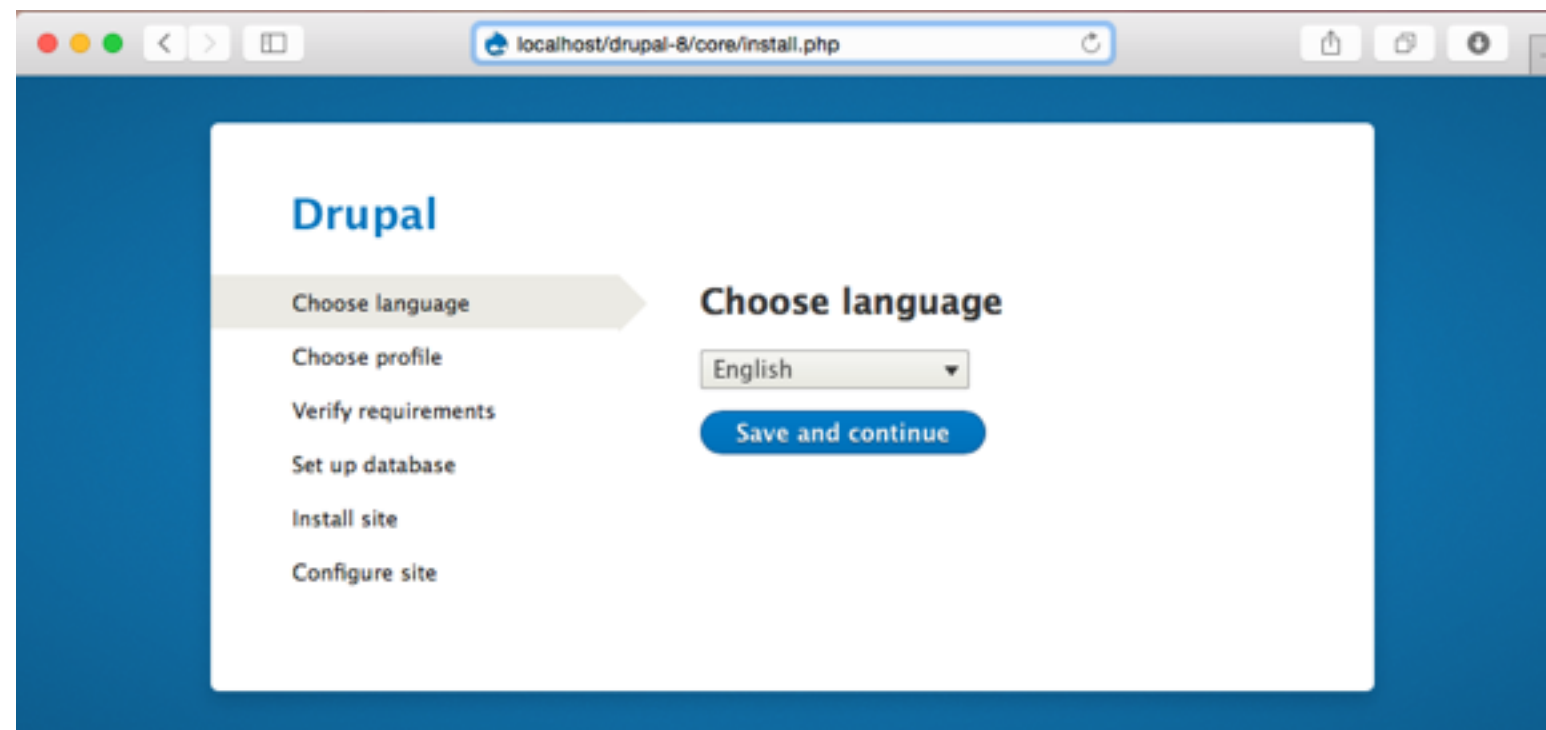 localhost/drupal-8/core/install.php
Drupal
Choose language
Choose profile
Verify requirements
Set up database
Install site
Configure site
Choose language
English
Save and continue